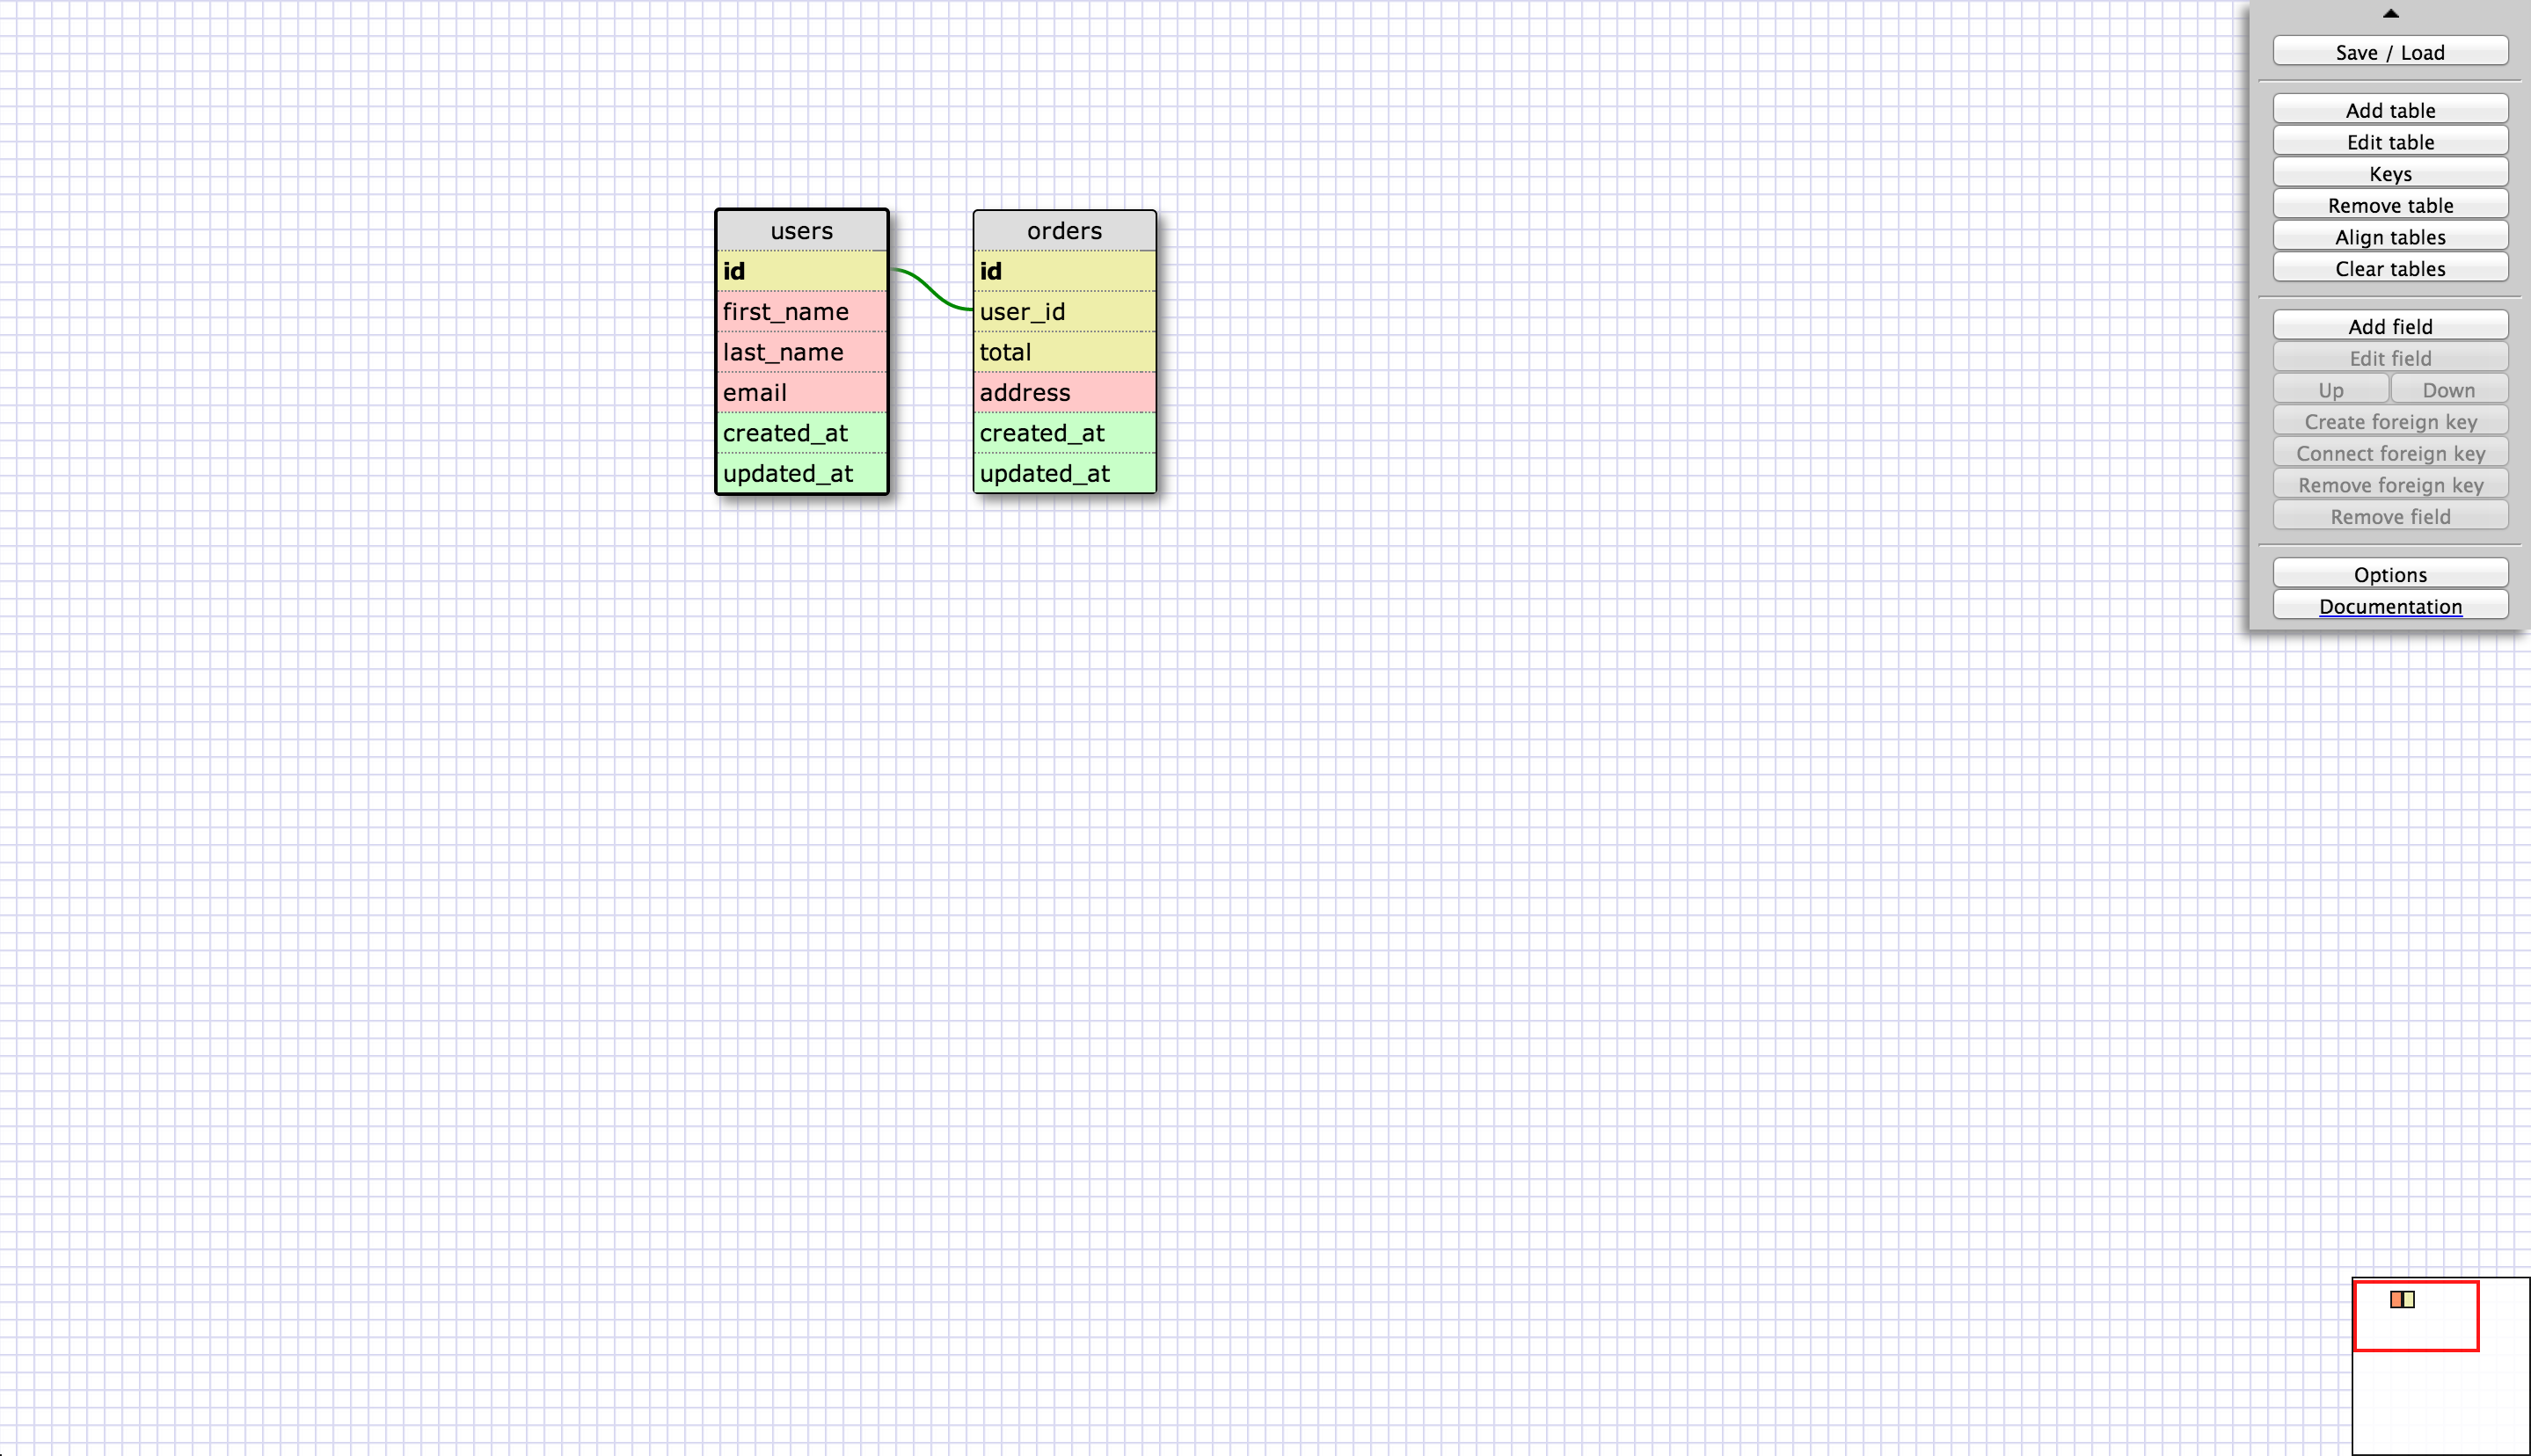 users
id
first_name
last_name
email
created_at
updated_at
orders
id
user_id
total
address
created_at
updated_at
Save / Load
Add table
Edit table
Keys
Remove table
Align tables
Clear tables
Add field
Edit field
Up Down
Create foreign key
Connect foreign key
Remove foreign key
Remove field
Options
Documentation